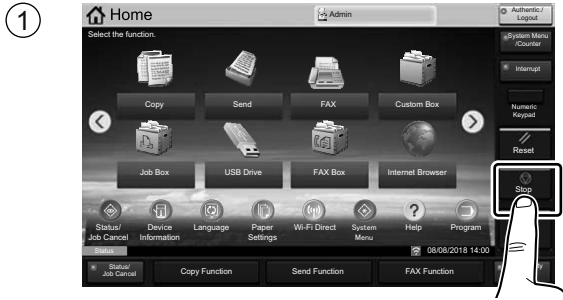 1
Home
Admin
Authentic./
Logout
Select the function.
System Menu
/Counter
Interrupt
Copy
Send
FAX
Custom Box
Numeric
Keypad
Reset
Job Box
USB Drive
FAX Box
Internet Browser
Stop
Status/
Job Cancel
Device
Information
Language
Paper
Settings
Wi-Fi Direct
System
Menu
Help
Program
Status
08/08/2018 14:00
Status/
Job Cancel
Copy Function
Send Function
FAX Function